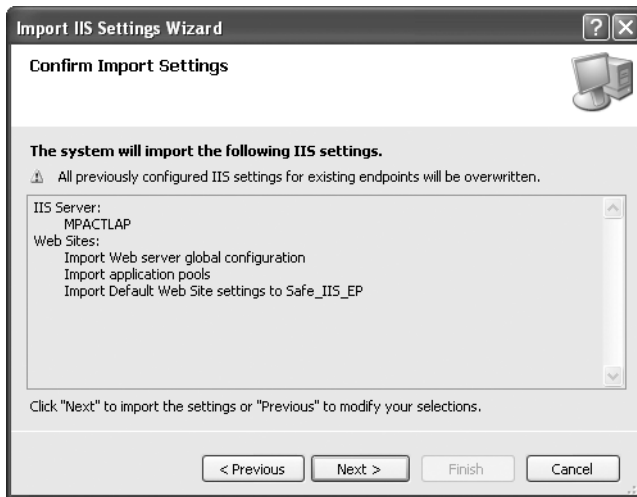 Import IIS Settings Wizard
Confirm Import Settings
The system will import the following IIS settings.
All previously configured IIS settings for existing endpoints will be overwritten.
IIS Server:
MPACTLAP
Web Sites:
Import Web server global configuration
Import application pools
Import Default Web Site settings to Safe_IIS_EP
Click "Next" to import the settings or "Previous" to modify your selections.
< Previous Next > Finish Cancel